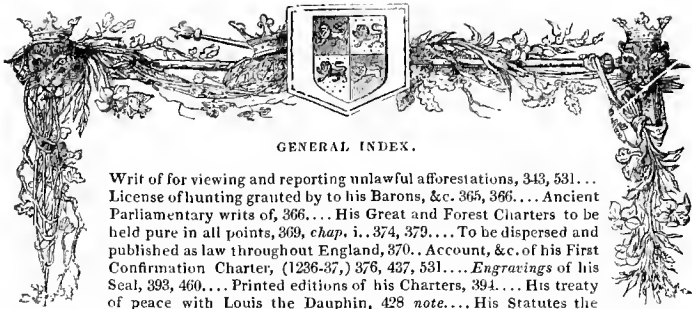 GENERAL INDEX.
Writ of for viewing and reporting unlawful afforestations, 343, 531...
License of hunting granted by to his Barons, &c. 365, 366.... Ancient
Parliamentary writs of, 366.... His Great and Forest Charters to be
held pure in all points, 369, chap. i.. 374, 379.... To be dispersed and
published as law throughout England, 370.. Account, &c. of his First
Confirmation Charter, (1236-37,) 376, 437, 531.... Engravings of his
Seal, 393, 460.... Printed editions of his Charters, 394.... His treaty
of peace with Louis the Dauphin, 428 note.... His Statutes the